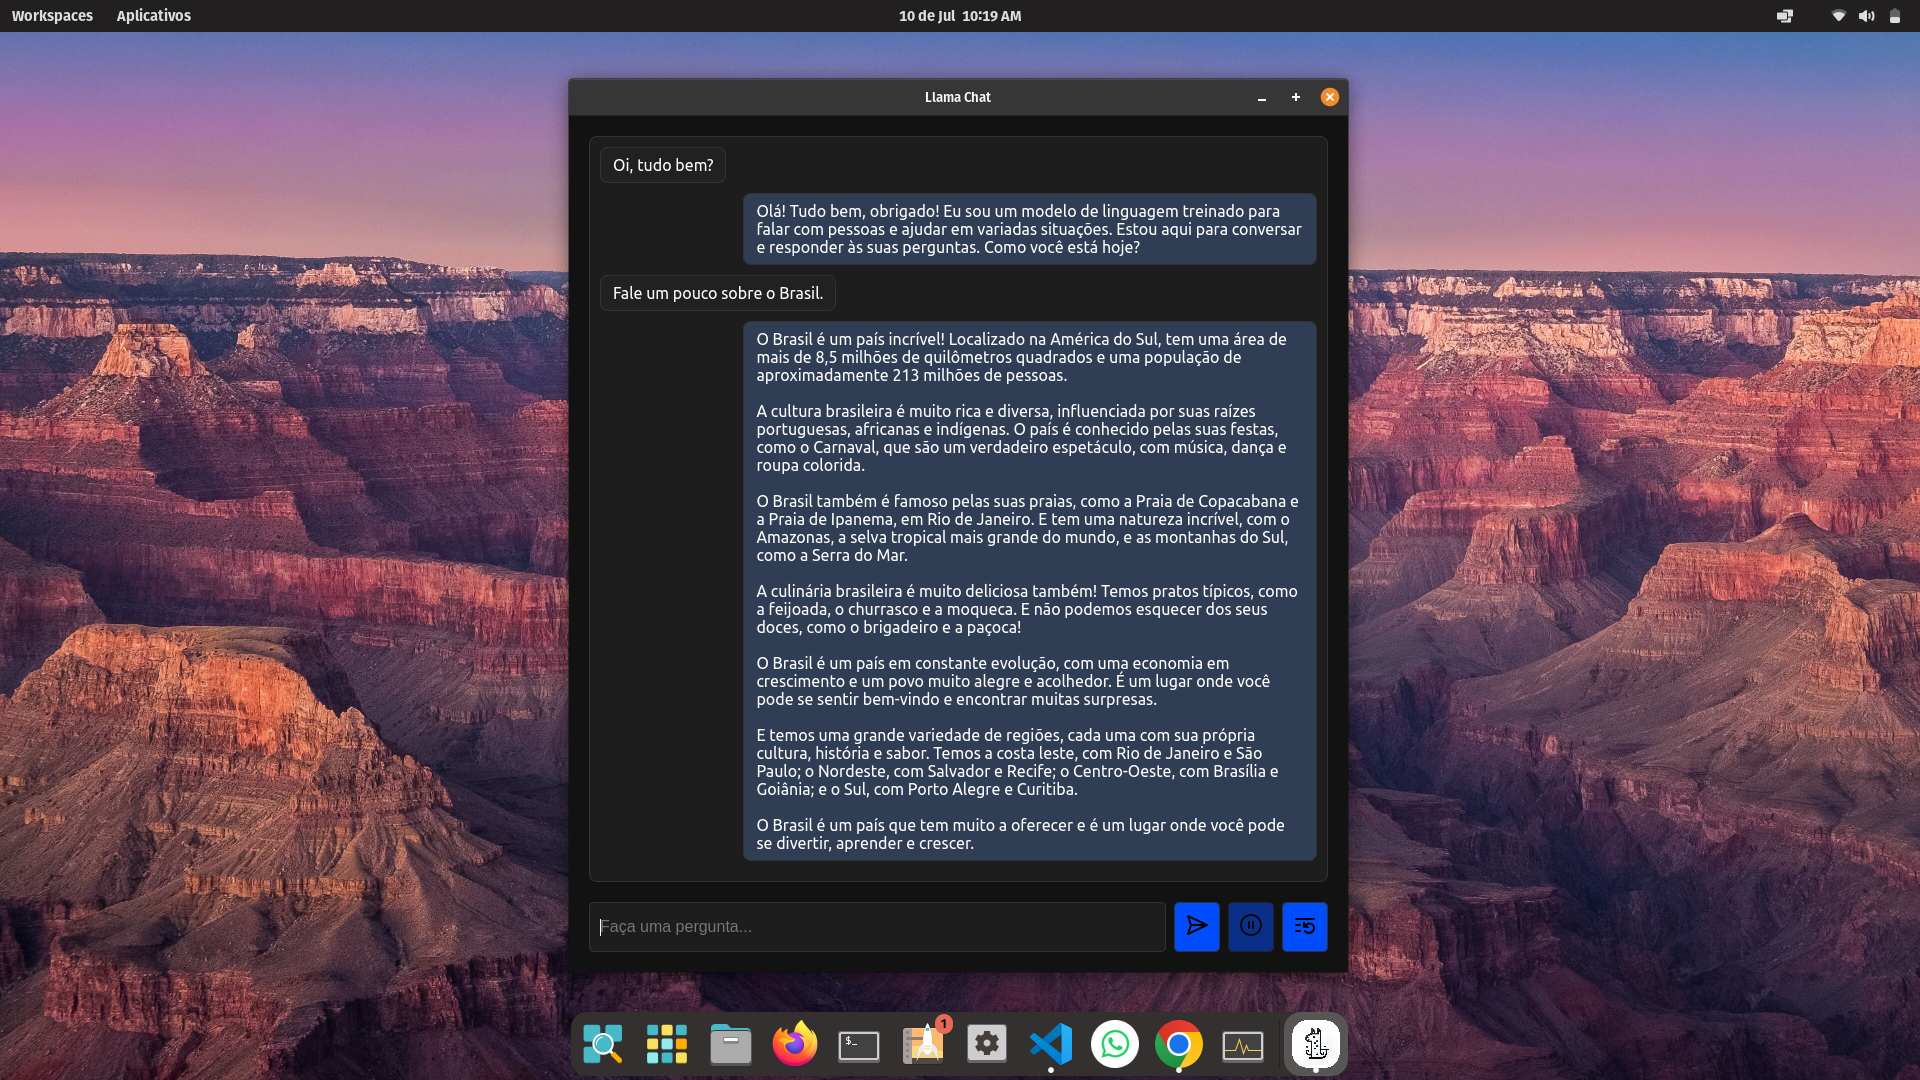 Workspaces Aplicativos 10 de Jul 10:19 AM
Llama Chat
Oi, tudo bem?
Olá! Tudo bem, obrigado! Eu sou um modelo de linguagem treinado para
falar com pessoas e ajudar em variadas situações. Estou aqui para conversar
e responder às suas perguntas. Como você está hoje?
Fale um pouco sobre o Brasil.
O Brasil é um país incrível! Localizado na América do Sul, tem uma área de
mais de 8,5 milhões de quilômetros quadrados e uma população de
aproximadamente 213 milhões de pessoas.
A cultura brasileira é muito rica e diversa, influenciada por suas raízes
portuguesas, africanas e indígenas. O país é conhecido pelas suas festas,
como o Carnaval, que são um verdadeiro espetáculo, com música, dança e
roupa colorida.
O Brasil também é famoso pelas suas praias, como a Praia de Copacabana e
a Praia de Ipanema, em Rio de Janeiro. E tem uma natureza incrível, com o
Amazonas, a selva tropical mais grande do mundo, e as montanhas do Sul,
como a Serra do Mar.
A culinária brasileira é muito deliciosa também! Temos pratos típicos, como
a feijoada, o churrasco e a moqueca. E não podemos esquecer dos seus
doces, como o brigadeiro e a paçoca!
O Brasil é um país em constante evolução, com uma economia em
crescimento e um povo muito alegre e acolhedor. É um lugar onde você
pode se sentir bem-vindo e encontrar muitas surpresas.
E temos uma grande variedade de regiões, cada uma com sua própria
cultura, história e sabor. Temos a costa leste, com Rio de Janeiro e São
Paulo; o Nordeste, com Salvador e Recife; o Centro-Oeste, com Brasília e
Goiânia; e o Sul, com Porto Alegre e Curitiba.
O Brasil é um país que tem muito a oferecer e é um lugar onde você pode
se divertir, aprender e crescer.
Faça uma pergunta...
$_
1